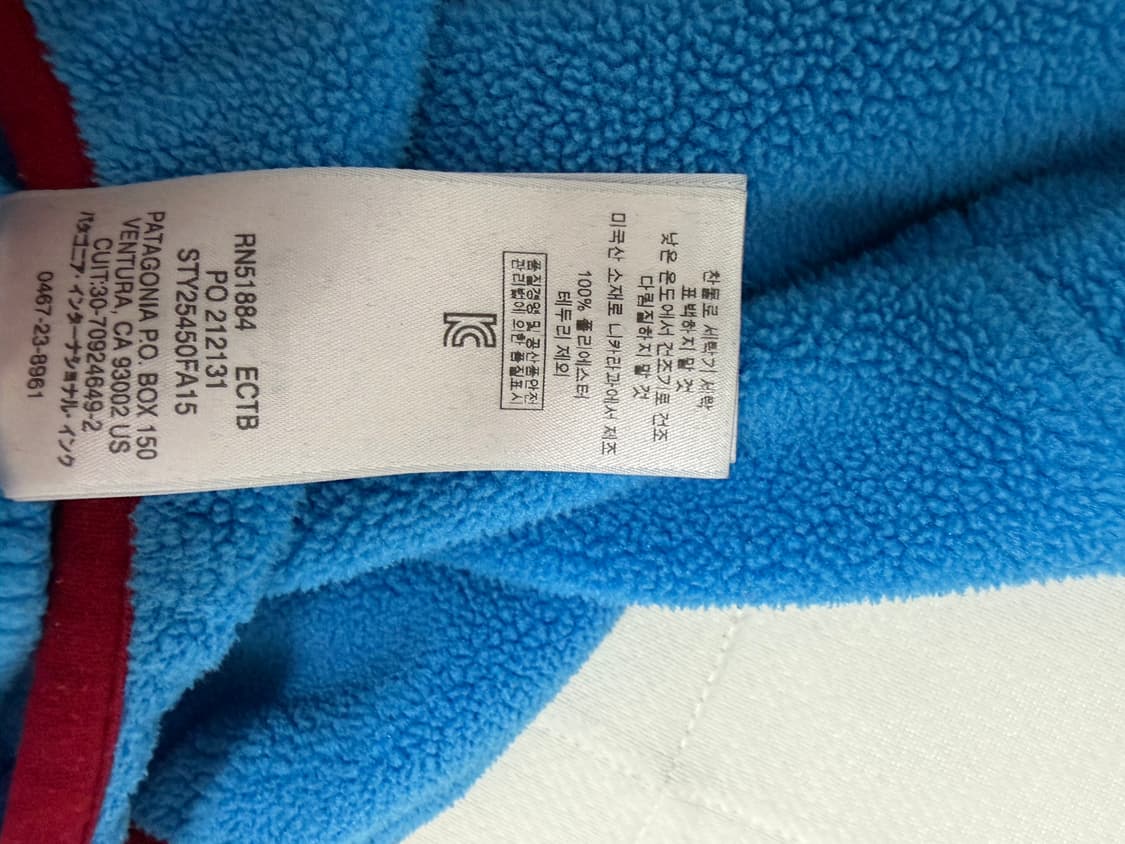 찬물로 세탁기 세탁
표백하지 말 것
낮은 온도에서 건조기로 건조
다림질하지 말 것
미국산 소재로 니카라과에서 제조
100% 폴리에스터
테두리 제외
품질경영 및 공산품안전
관리법에 의한 품질표시
RN51884 ECTB
PO 212131
STY25450FA15
PATAGONIA P.O. BOX 150
VENTURA, CA 93002 US
CUIT:30-70924649-2
パタゴニア・インターナショナル・インク
0467-23-8961